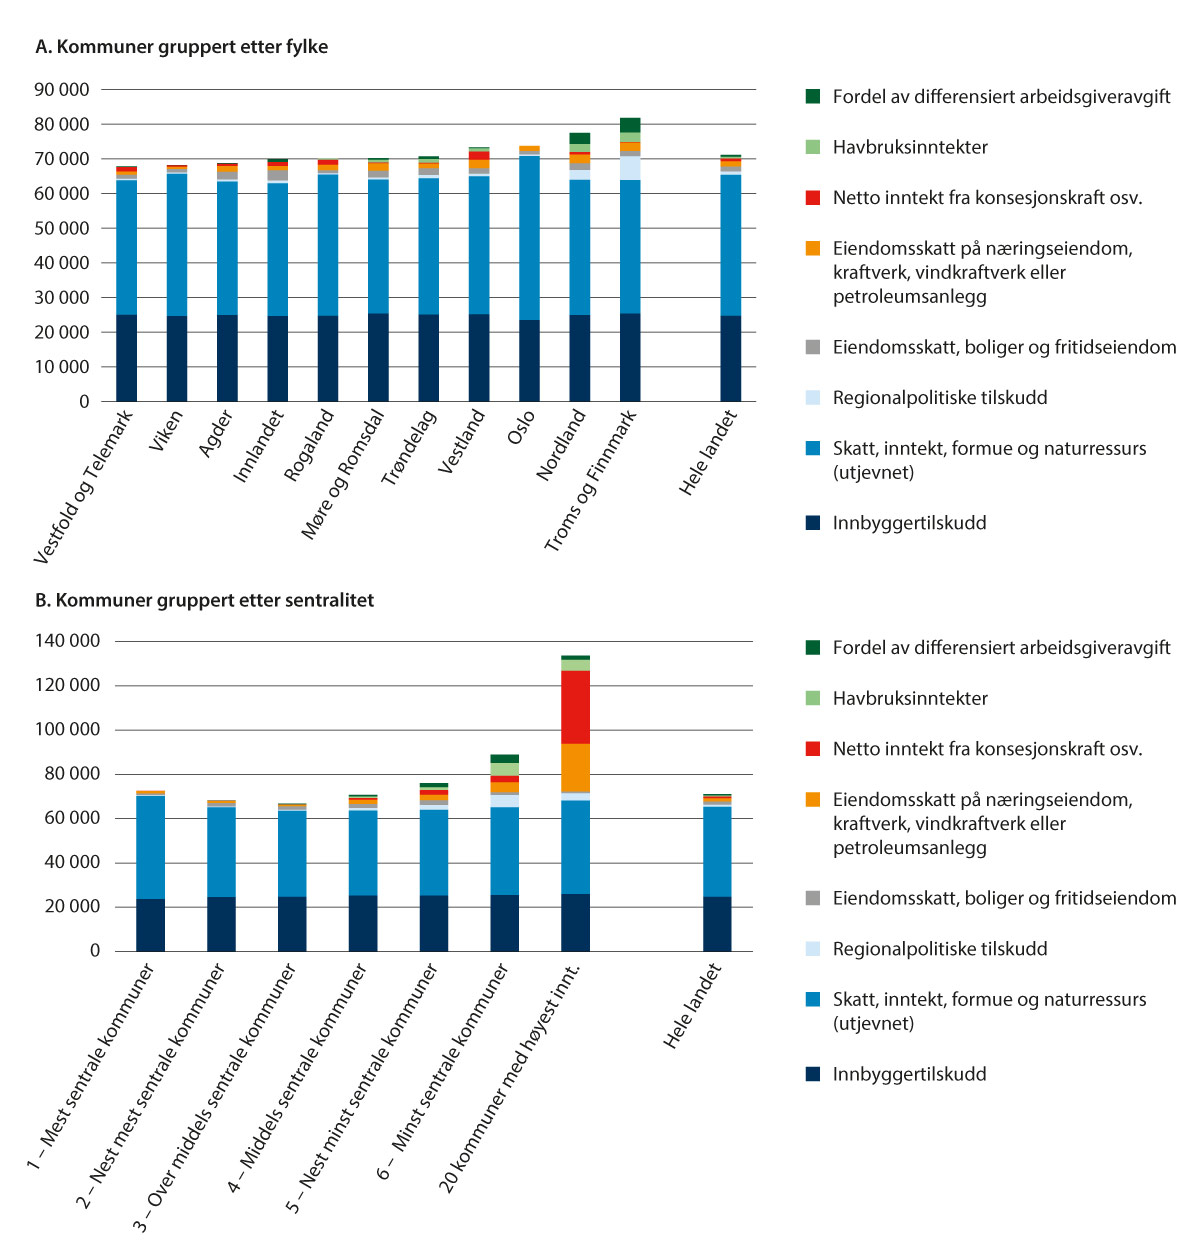 A. Kommuner gruppert etter fylke
90 000
80 000
70 000
60 000
50 000
40 000
30 000
20 000
10 000
0
Vestfold og Telemark
Viken
Agder
Innlandet
Rogaland
Møre og Romsdal
Trøndelag
Vestland
Oslo
Nordland
Troms og Finnmark
Hele landet
Fordel av differensiert arbeidsgiveravgift
Havbruksinntekter
Netto inntekt fra konsesjonskraft osv.
Eiendomsskatt på næringseiendom,
kraftverk, vindkraftverk eller
petroleumsanlegg
Eiendomsskatt, boliger og fritidseiendom
Regionalpolitiske tilskudd
Skatt, inntekt, formue og naturressurs
(utjevnet)
Innbyggertilskudd
B. Kommuner gruppert etter sentralitet
140 000
120 000
100 000
80 000
60 000
40 000
20 000
0
1 – Mest sentrale kommuner
2 – Nest mest sentrale kommuner
3 – Over middels sentrale kommuner
4 – Middels sentrale kommuner
5 – Nest minst sentrale kommuner
6 – Minst sentrale kommuner
20 kommuner med høyest innt.
Hele landet
Fordel av differensiert arbeidsgiveravgift
Havbruksinntekter
Netto inntekt fra konsesjonskraft osv.
Eiendomsskatt på næringseiendom,
kraftverk, vindkraftverk eller
petroleumsanlegg
Eiendomsskatt, boliger og fritidseiendom
Regionalpolitiske tilskudd
Skatt, inntekt, formue og naturressurs
(utjevnet)
Innbyggertilskudd